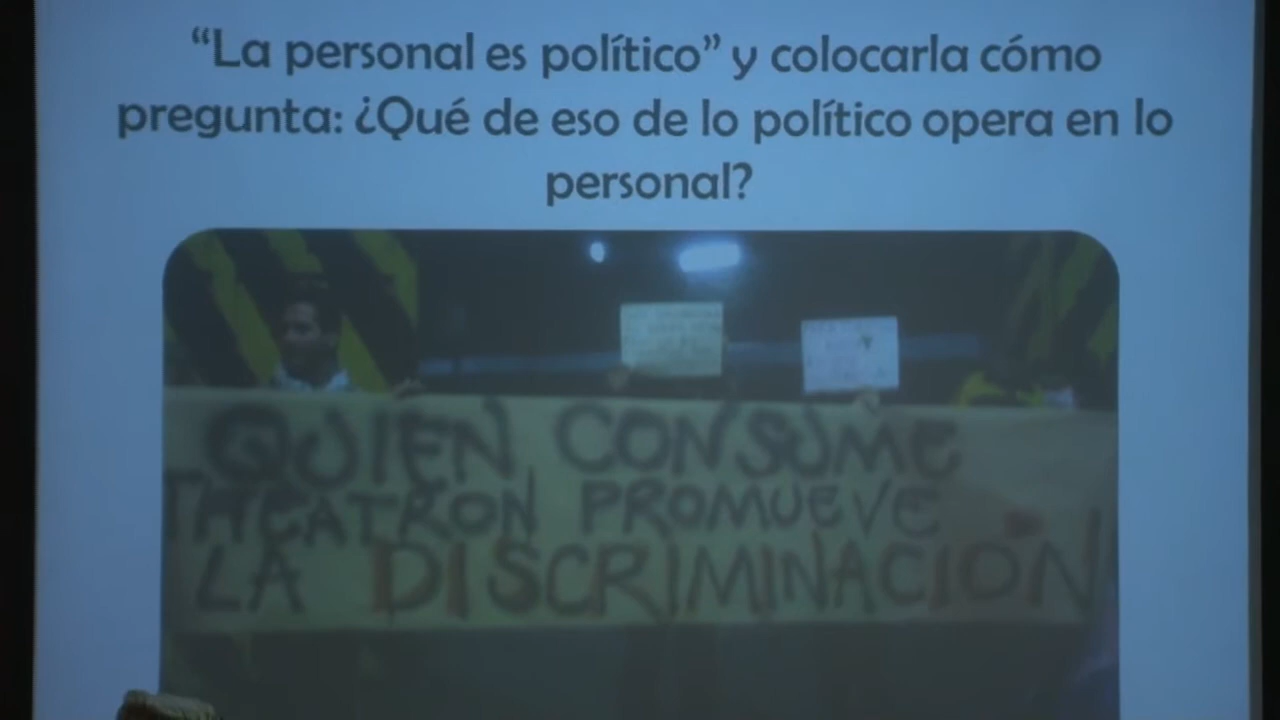 “La personal es político” y colocarla cómo
pregunta: ¿Qué de eso de lo político opera en lo
personal?
QUIEN CONSUME
THEATRON PROMUEVE
LA DISCRIMINACIÓN